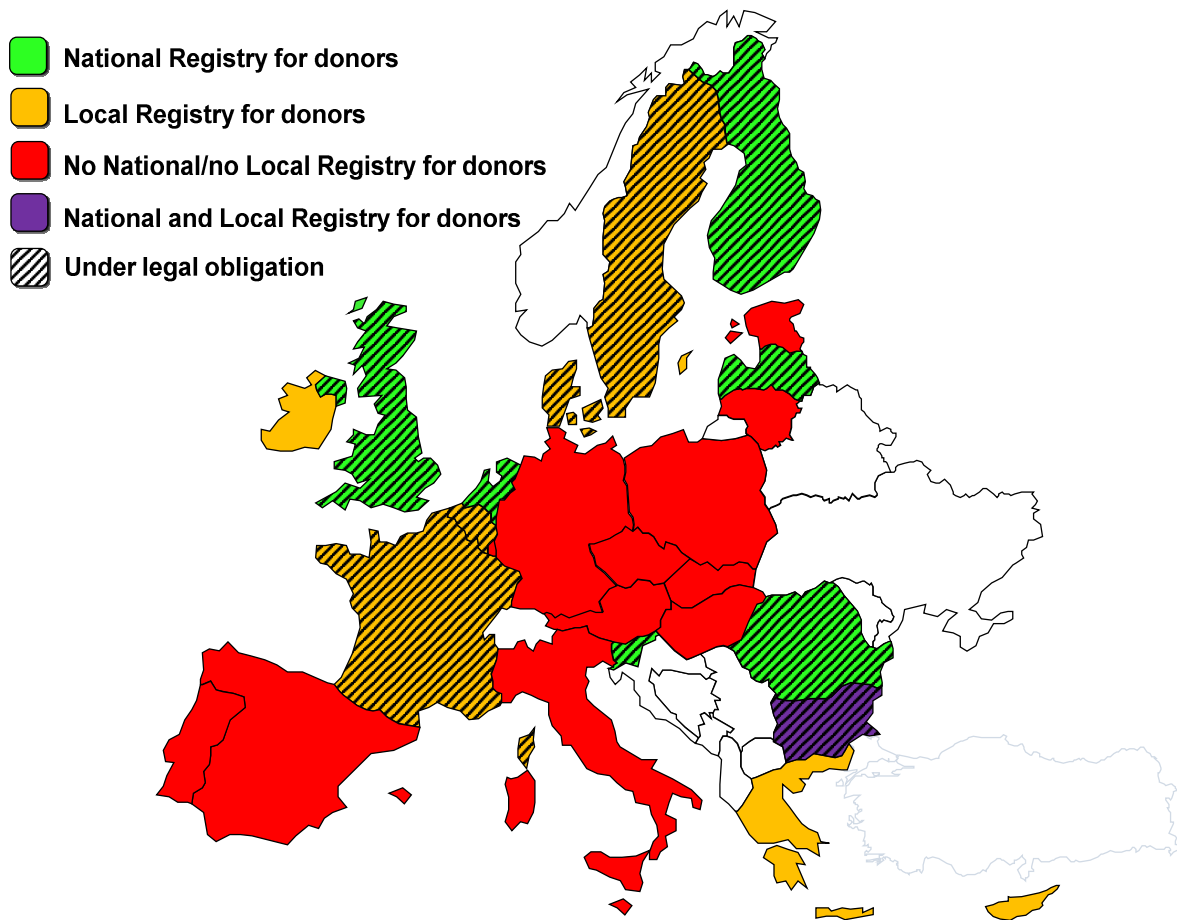 National Registry for donors
Local Registry for donors
No National/no Local Registry for donors
National and Local Registry for donors
Under legal obligation